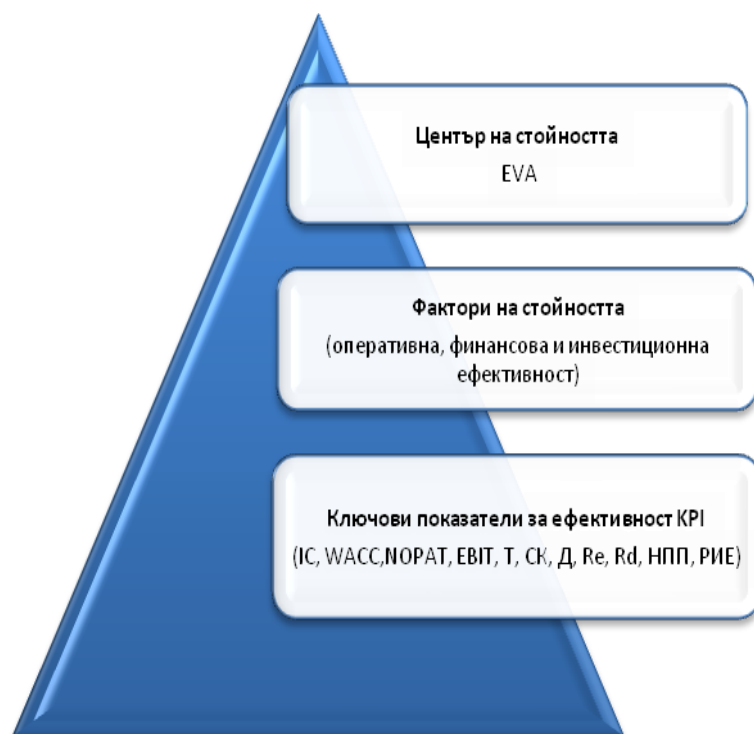 Център на стойността
EVA
Фактори на стойността
(оперативна, финансова и инвестиционна
ефективност)
Ключови показатели за ефективност KPI
(IC, WACC,NOPAT, EBIT, T, СК, Д, Re, Rd, НПП, РИЕ)